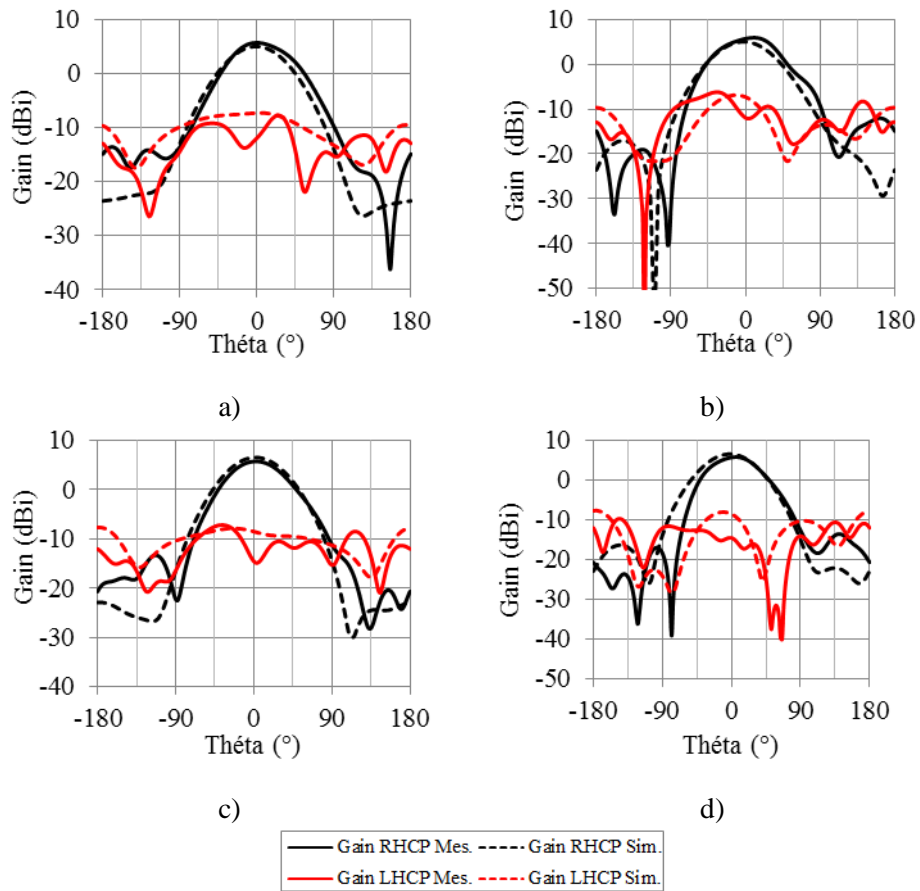 10
0
-10
-20
-30
-40
Gain (dBi)
-180 -90 0 90 180
Théta (°)
a)
10
0
-10
-20
-30
-40
-50
Gain (dBi)
-180 -90 0 90 180
Théta (°)
b)
10
0
-10
-20
-30
-40
Gain (dBi)
-180 -90 0 90 180
Théta (°)
c)
10
0
-10
-20
-30
-40
-50
Gain (dBi)
-180 -90 0 90 180
Théta (°)
d)
Gain RHCP Mes. Gain RHCP Sim.
Gain LHCP Mes. Gain LHCP Sim.